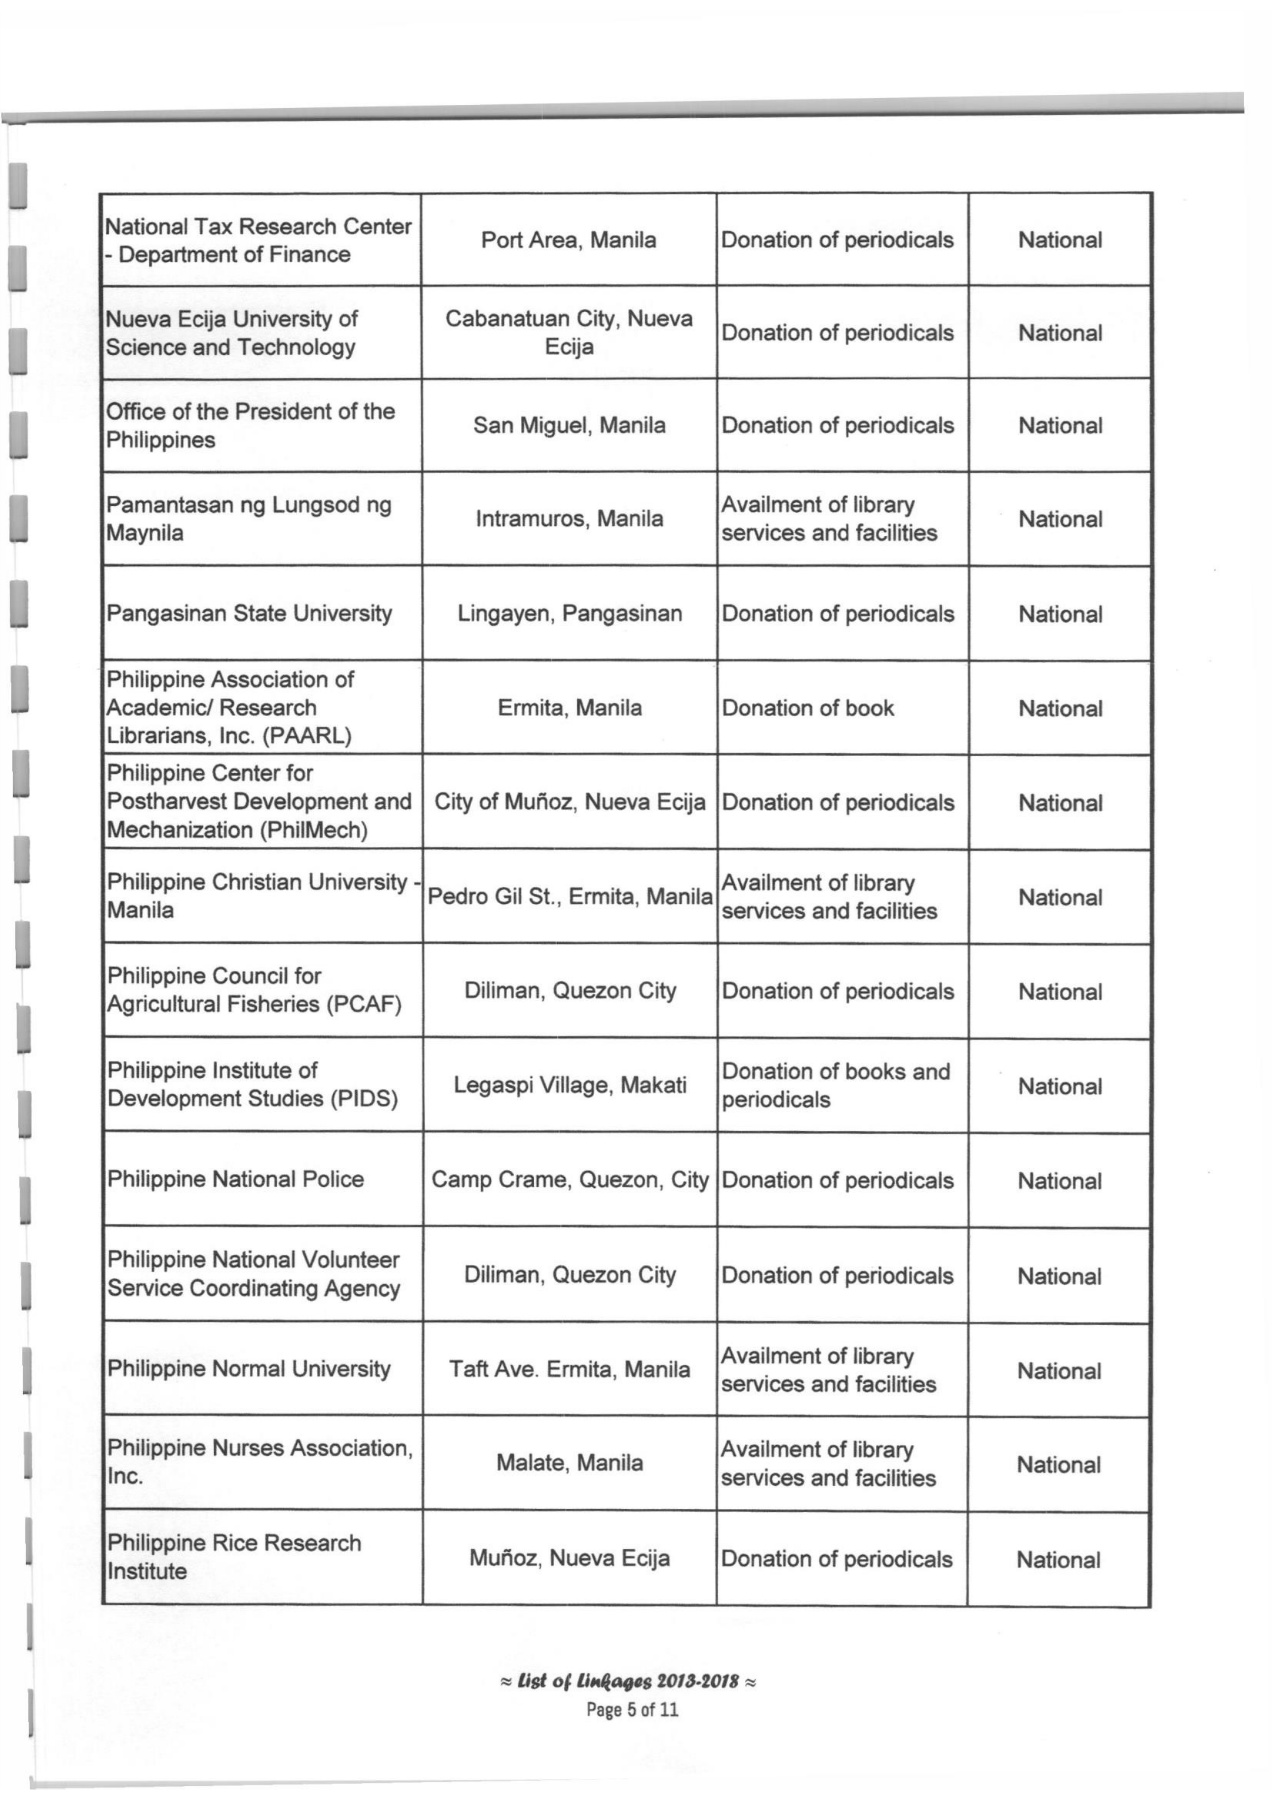 National Tax Research Center
- Department of Finance
Port Area, Manila
Donation of periodicals
National
Nueva Ecija University of
Science and Technology
Cabanatuan City, Nueva
Ecija
Donation of periodicals
National
Office of the President of the
Philippines
San Miguel, Manila
Donation of periodicals
National
Pamantasan ng Lungsod ng
Maynila
Intramuros, Manila
Availment of library
services and facilities
National
Pangasinan State University
Lingayen, Pangasinan
Donation of periodicals
National
Philippine Association of
Academic/ Research
Librarians, Inc. (PAARL)
Ermita, Manila
Donation of book
National
Philippine Center for
Postharvest Development and
Mechanization (PhilMech)
City of Muñoz, Nueva Ecija
Donation of periodicals
National
Philippine Christian University -
Manila
Pedro Gil St., Ermita, Manila
Availment of library
services and facilities
National
Philippine Council for
Agricultural Fisheries (PCAF)
Diliman, Quezon City
Donation of periodicals
National
Philippine Institute of
Development Studies (PIDS)
Legaspi Village, Makati
Donation of books and
periodicals
National
Philippine National Police
Camp Crame, Quezon, City
Donation of periodicals
National
Philippine National Volunteer
Service Coordinating Agency
Diliman, Quezon City
Donation of periodicals
National
Philippine Normal University
Taft Ave. Ermita, Manila
Availment of library
services and facilities
National
Philippine Nurses Association,
Inc.
Malate, Manila
Availment of library
services and facilities
National
Philippine Rice Research
Institute
Muñoz, Nueva Ecija
Donation of periodicals
National
≈ List of Linkages 2013-2018 ≈
Page 5 of 11